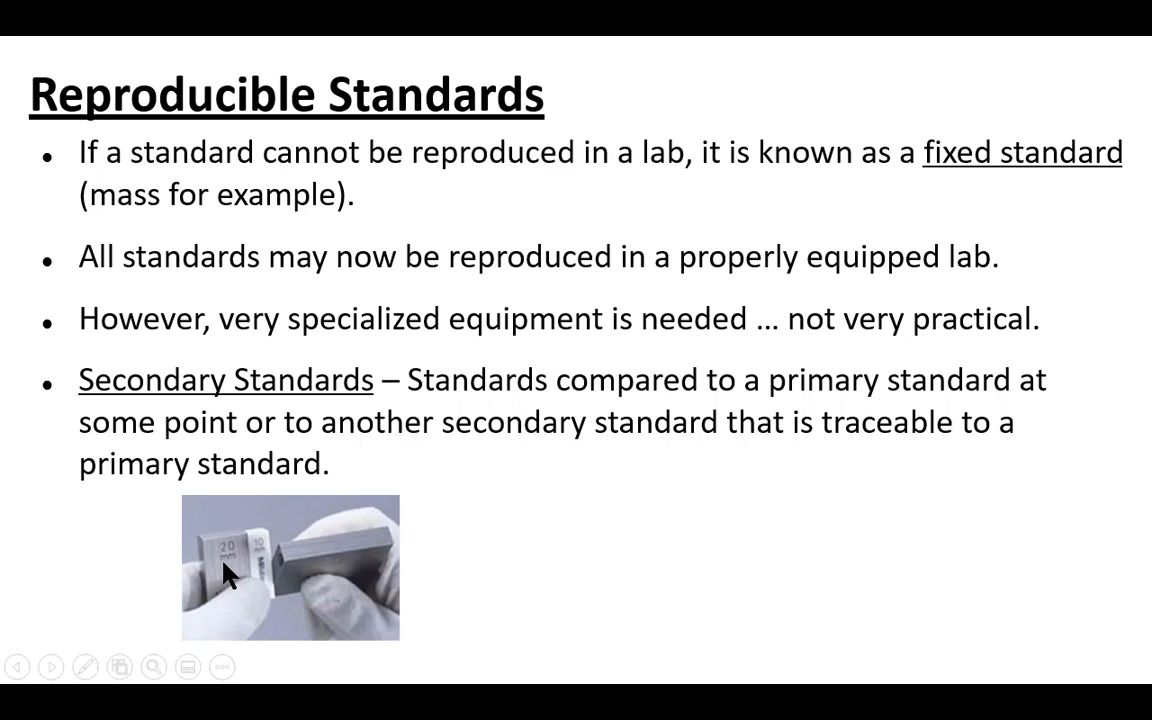 Reproducible Standards
• If a standard cannot be reproduced in a lab, it is known as a fixed standard
(mass for example).
• All standards may now be reproduced in a properly equipped lab.
• However, very specialized equipment is needed … not very practical.
• Secondary Standards – Standards compared to a primary standard at
some point or to another secondary standard that is traceable to a
primary standard.
20 10
mm mm